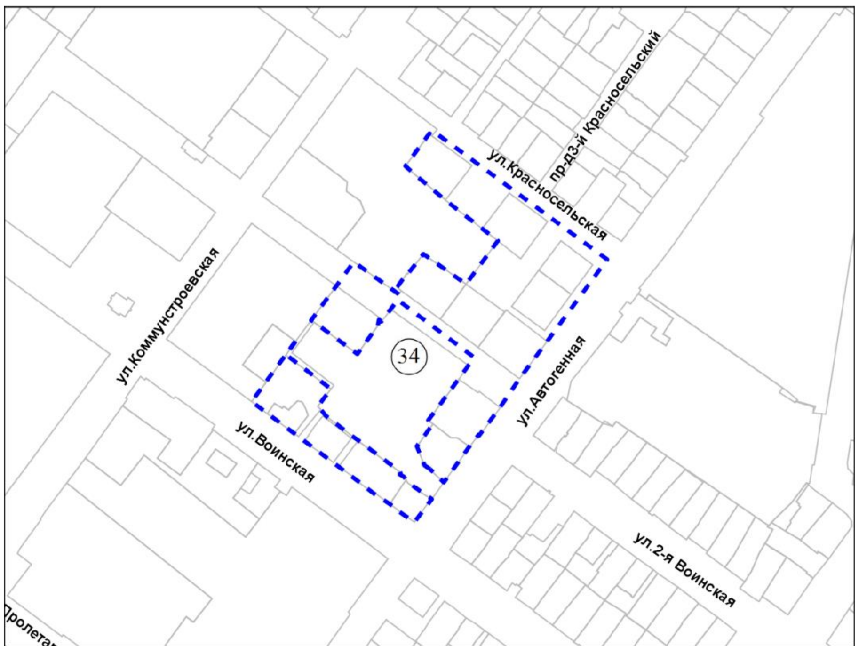 пр-д3-й Красносельский
ул.Красносельская
ул.Коммунстроевская
34
ул.Автогенная
ул.Воинская
ул.2-я Воинская